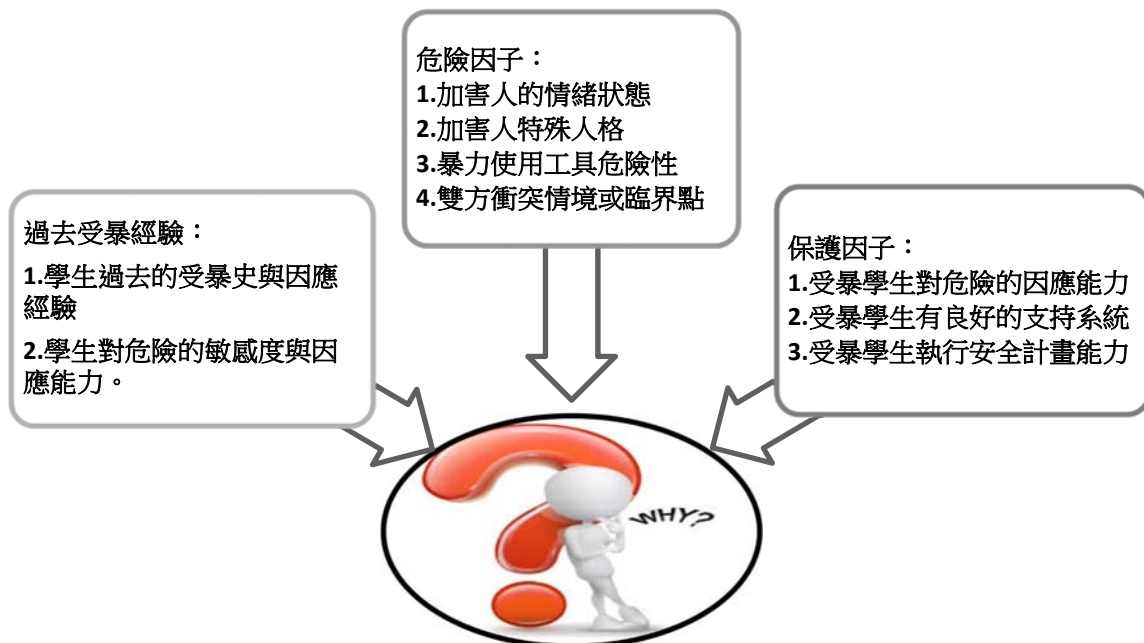 危險因子：
1.加害人的情緒狀態
2.加害人特殊人格
3.暴力使用工具危險性
4.雙方衝突情境或臨界點
過去受暴經驗：
1.學生過去的受暴史與因應
經驗
2.學生對危險的敏感度與因
應能力。
保護因子：
1.受暴學生對危險的因應能力
2.受暴學生有良好的支持系統
3.受暴學生執行安全計畫能力
WHY?